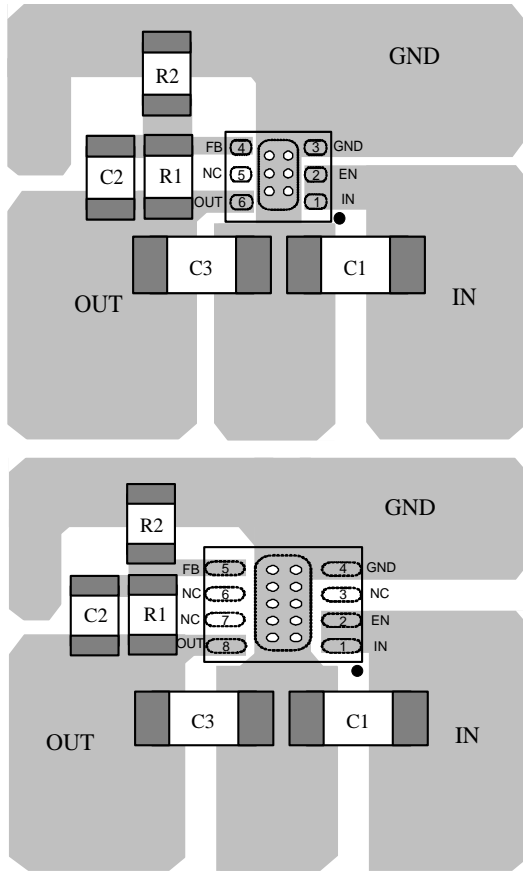 GND
R2
FB 4 3 GND
C2 R1 NC 5 2 EN
OUT 6 1 IN
C3 C1
OUT IN
GND
R2
FB 5 4 GND
NC 6 3 NC
C2 R1 NC 7 2 EN
OUT 8 1 IN
C3 C1
OUT IN